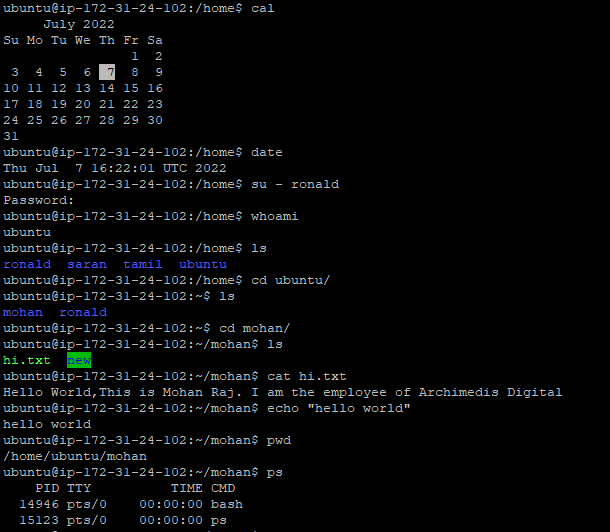 ubuntu@ip-172-31-24-102:/home$ cal
     July 2022
Su Mo Tu We Th Fr Sa
                1  2
 3  4  5  6  7  8  9
10 11 12 13 14 15 16
17 18 19 20 21 22 23
24 25 26 27 28 29 30
31
ubuntu@ip-172-31-24-102:/home$ date
Thu Jul  7 16:22:01 UTC 2022
ubuntu@ip-172-31-24-102:/home$ su - ronald
Password:
ubuntu@ip-172-31-24-102:/home$ whoami
ubuntu
ubuntu@ip-172-31-24-102:/home$ ls
ronald  saran  tamil  ubuntu
ubuntu@ip-172-31-24-102:/home$ cd ubuntu/
ubuntu@ip-172-31-24-102:~$ ls
mohan  ronald
ubuntu@ip-172-31-24-102:~$ cd mohan/
ubuntu@ip-172-31-24-102:~/mohan$ ls
hi.txt  new
ubuntu@ip-172-31-24-102:~/mohan$ cat hi.txt
Hello World,This is Mohan Raj. I am the employee of Archimedis Digital
ubuntu@ip-172-31-24-102:~/mohan$ echo "hello world"
hello world
ubuntu@ip-172-31-24-102:~/mohan$ pwd
/home/ubuntu/mohan
ubuntu@ip-172-31-24-102:~/mohan$ ps
    PID TTY          TIME CMD
  14946 pts/0    00:00:00 bash
  15123 pts/0    00:00:00 ps
ubuntu@ip-172-31-24-102:~/mohan$